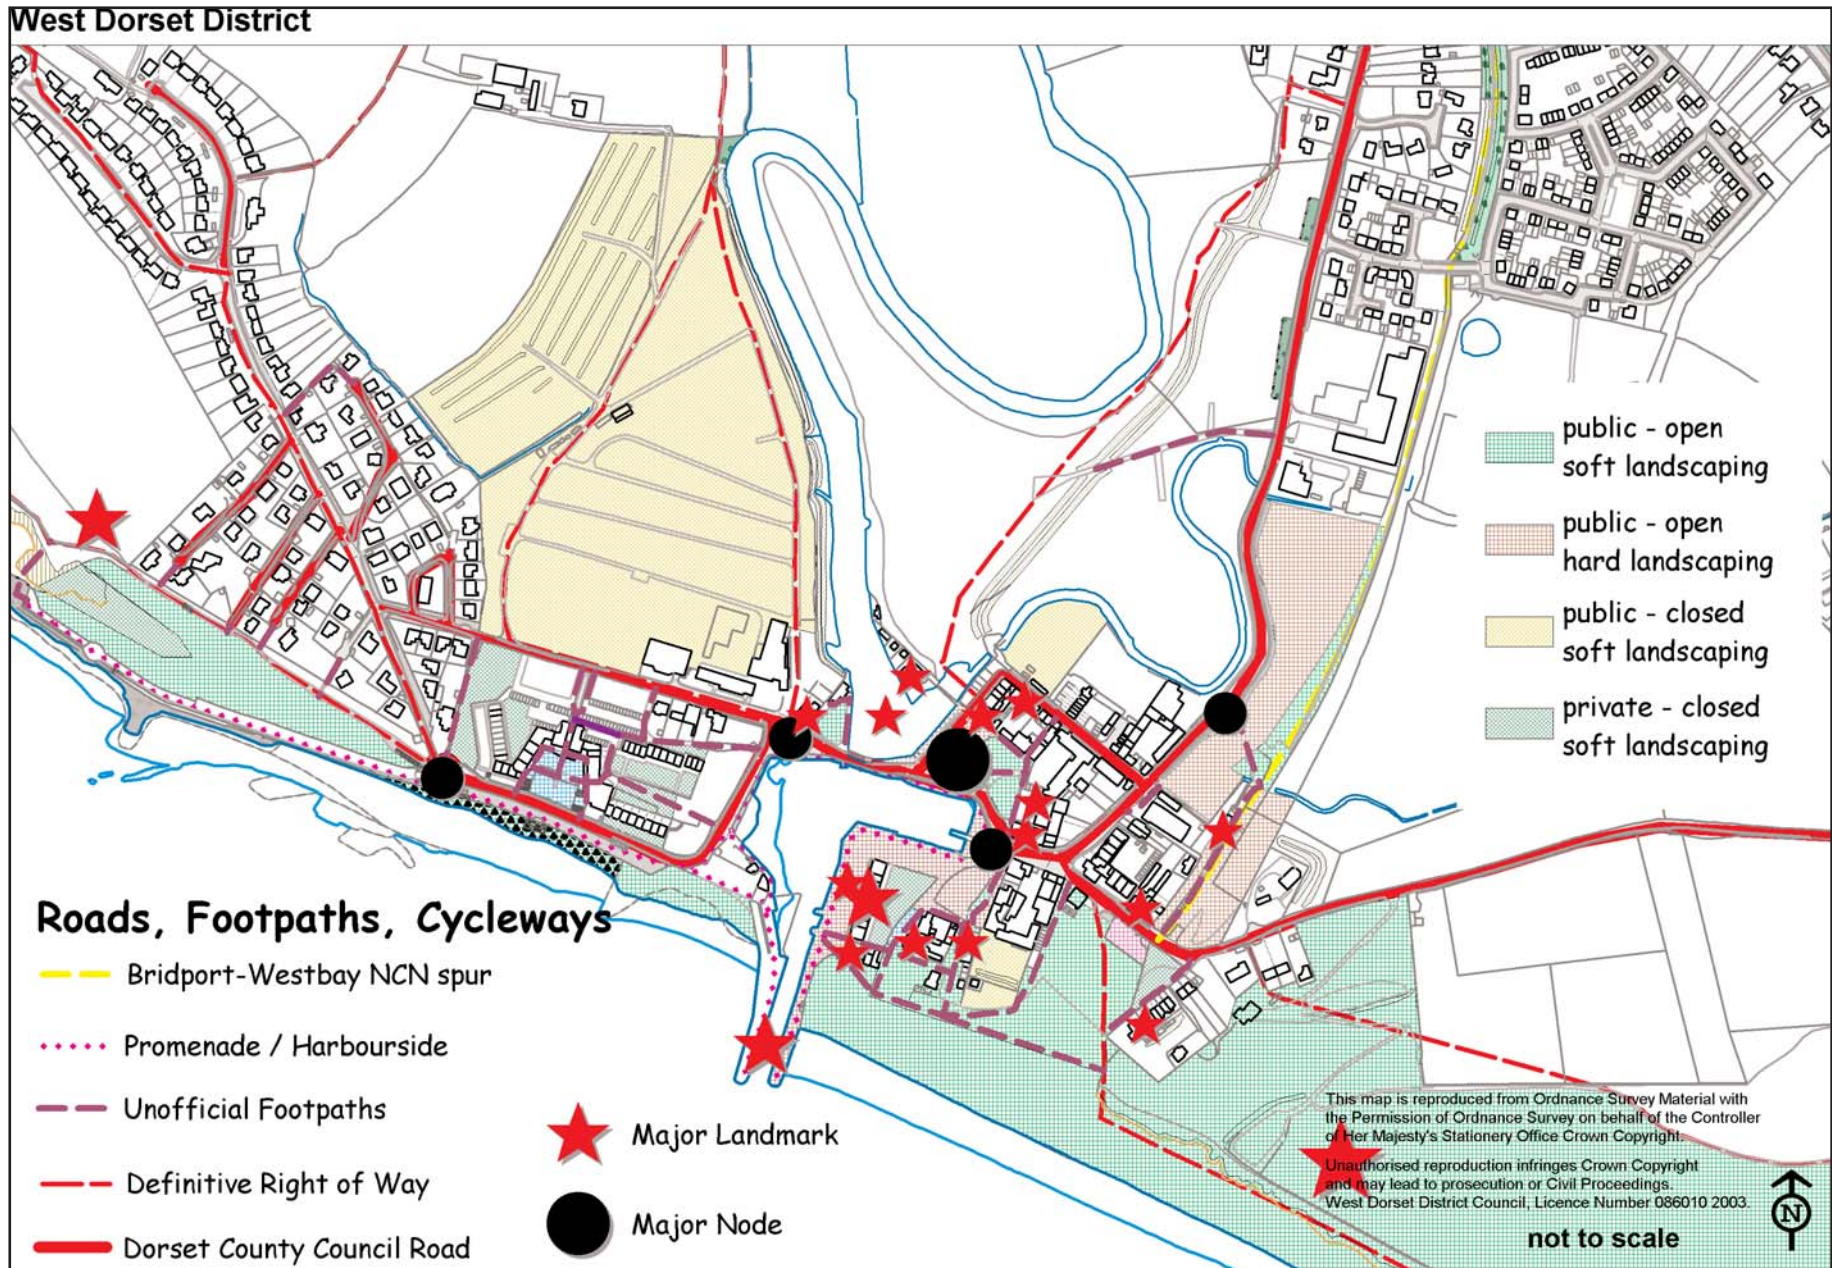 West Dorset District
public - open
soft landscaping
public - open
hard landscaping
public - closed
soft landscaping
private - closed
soft landscaping
Roads, Footpaths, Cycleways
Bridport-Westbay NCN spur
Promenade / Harbourside
Unofficial Footpaths
Definitive Right of Way
Dorset County Council Road
Major Landmark
Major Node
This map is reproduced from Ordnance Survey Material with
the Permission of Ordnance Survey on behalf of the Controller
of Her Majesty's Stationery Office Crown Copyright.
Unauthorised reproduction infringes Crown Copyright
and may lead to prosecution or Civil Proceedings.
West Dorset District Council, Licence Number 086010 2003.
not to scale
N